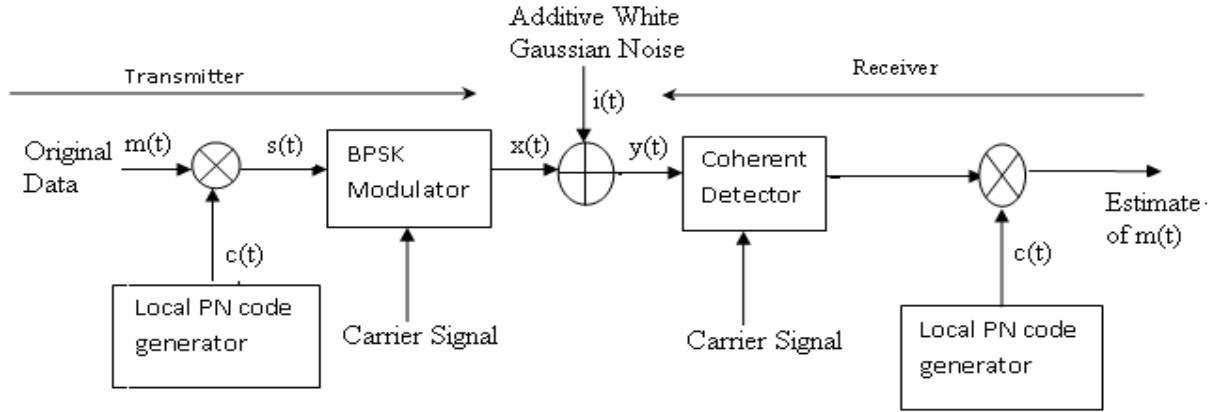 Additive White
Gaussian Noise
Transmitter
Receiver
i(t)
Original
Data
m(t)
s(t)
BPSK
Modulator
x(t)
y(t)
Coherent
Detector
Estimate
of m(t)
c(t)
c(t)
Local PN code
generator
Carrier Signal
Carrier Signal
Local PN code
generator